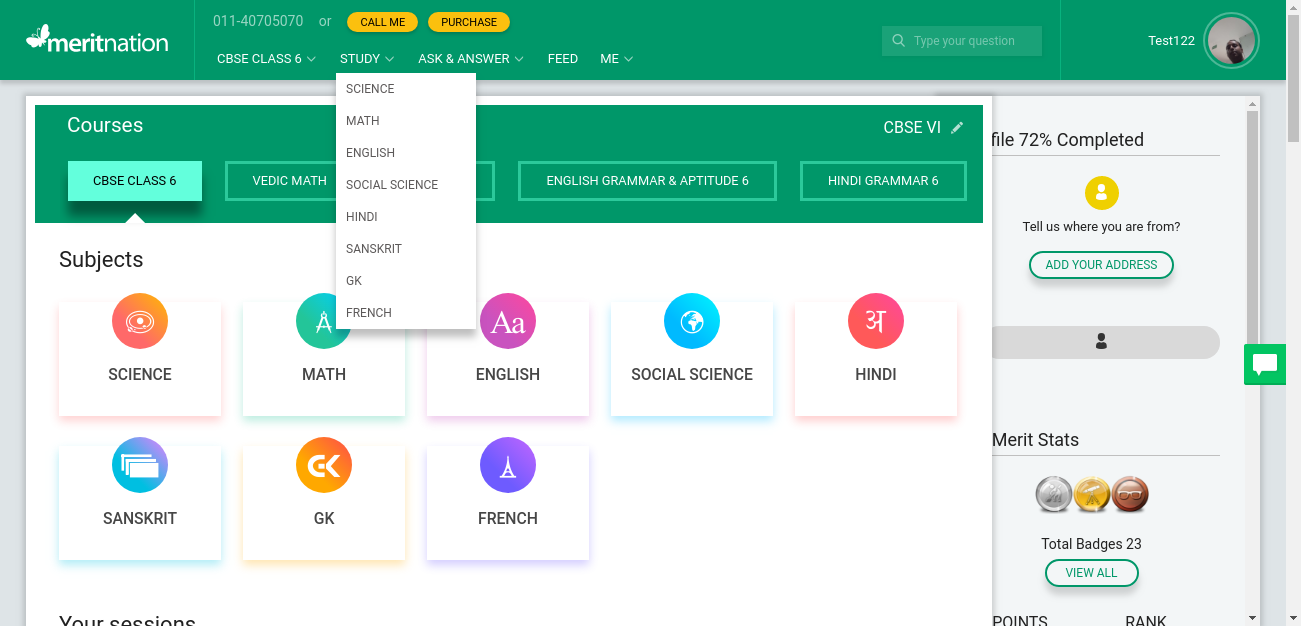 meritnation
011-40705070 or CALL ME PURCHASE
CBSE CLASS 6 STUDY ASK & ANSWER FEED ME
Type your question
Test122
SCIENCE
MATH
ENGLISH
SOCIAL SCIENCE
HINDI
SANSKRIT
GK
FRENCH
Courses
CBSE VI
CBSE CLASS 6 VEDIC MATH ENGLISH GRAMMAR & APTITUDE 6 HINDI GRAMMAR 6
Subjects
Aa अ
SCIENCE MATH ENGLISH SOCIAL SCIENCE HINDI
GK
SANSKRIT GK FRENCH
Your sessions
file 72% Completed
Tell us where you are from?
ADD YOUR ADDRESS
Merit Stats
Total Badges 23
VIEW ALL
POINTS RANK